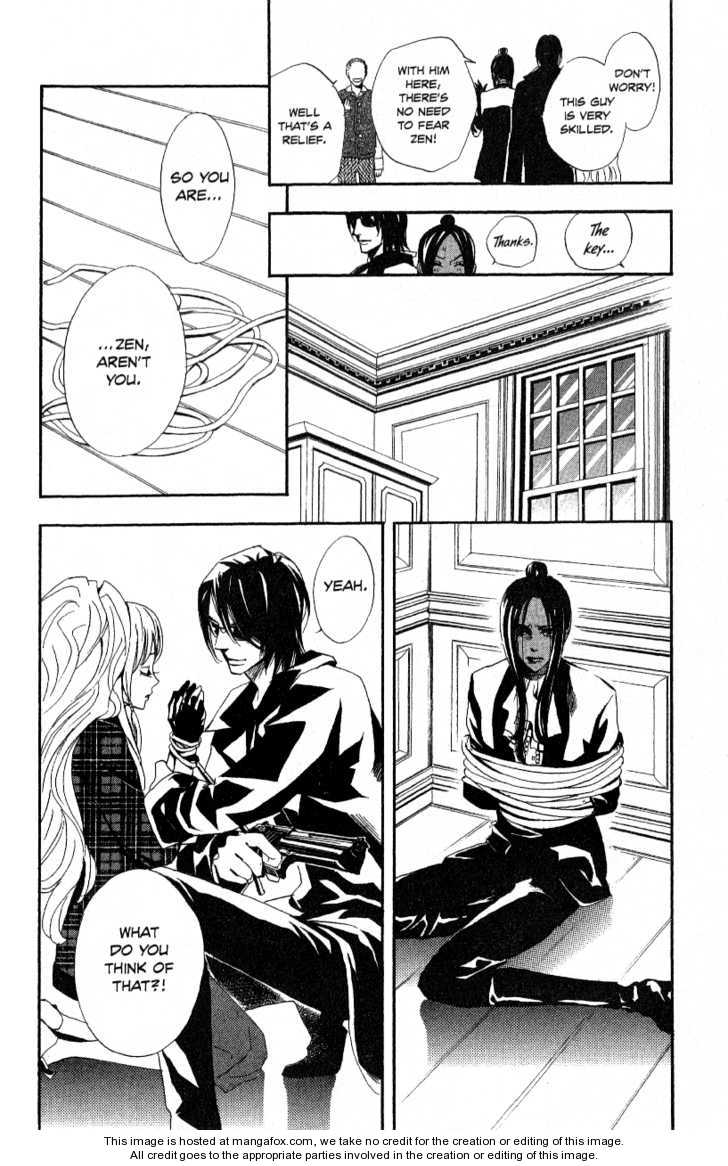 DON'T
WORRY!
THIS GUY
IS VERY
SKILLED.
WITH HIM
HERE,
THERE'S
NO NEED
TO FEAR
ZEN!
WELL
THAT'S A
RELIEF.
The
key...
Thanks.
SO YOU
ARE...
...ZEN,
AREN'T
YOU.
YEAH.
WHAT
DO YOU
THINK OF
THAT?!
This image is hosted at mangafox.com, we take no credit for the creation or editing of this image.
All credit goes to the appropriate parties involved in the creation or editing of this image.